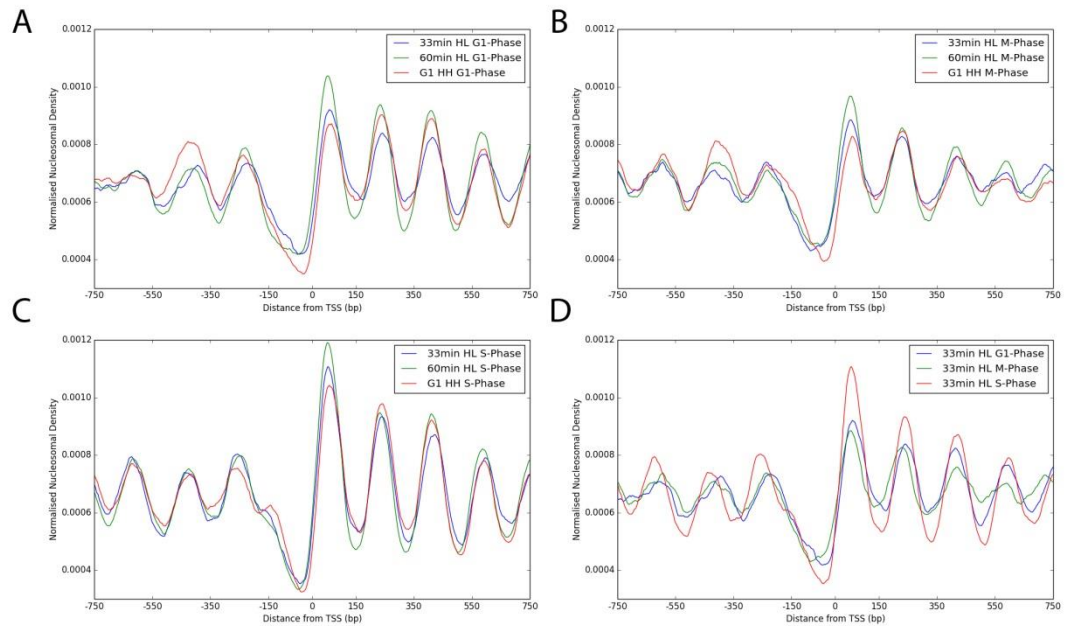 A
0.0012
0.0010
0.0008
0.0006
0.0004
Normalised Nucleosomal Density
33min HL G1-Phase
60min HL G1-Phase
G1 HH G1-Phase
-750 -550 -350 -150 0 150 350 550 750
Distance from TSS (bp)
B
0.0012
0.0010
0.0008
0.0006
0.0004
Normalised Nucleosomal Density
33min HL M-Phase
60min HL M-Phase
G1 HH M-Phase
-750 -550 -350 -150 0 150 350 550 750
Distance from TSS (bp)
C
0.0012
0.0010
0.0008
0.0006
0.0004
Normalised Nucleosomal Density
33min HL S-Phase
60min HL S-Phase
G1 HH S-Phase
-750 -550 -350 -150 0 150 350 550 750
Distance from TSS (bp)
D
0.0012
0.0010
0.0008
0.0006
0.0004
Normalised Nucleosomal Density
33min HL G1-Phase
33min HL M-Phase
33min HL S-Phase
-750 -550 -350 -150 0 150 350 550 750
Distance from TSS (bp)